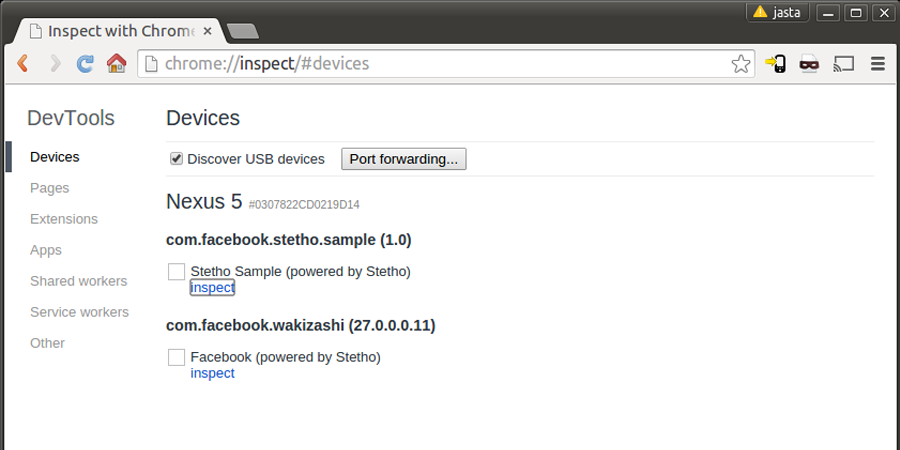 jasta
Inspect with Chrome
chrome://inspect/#devices
DevTools
Devices
Pages
Extensions
Apps
Shared workers
Service workers
Other
Devices
Discover USB devices Port forwarding...
Nexus 5 #0307822CD0219D14
com.facebook.stetho.sample (1.0)
Stetho Sample (powered by Stetho)
inspect
com.facebook.wakizashi (27.0.0.0.11)
Facebook (powered by Stetho)
inspect